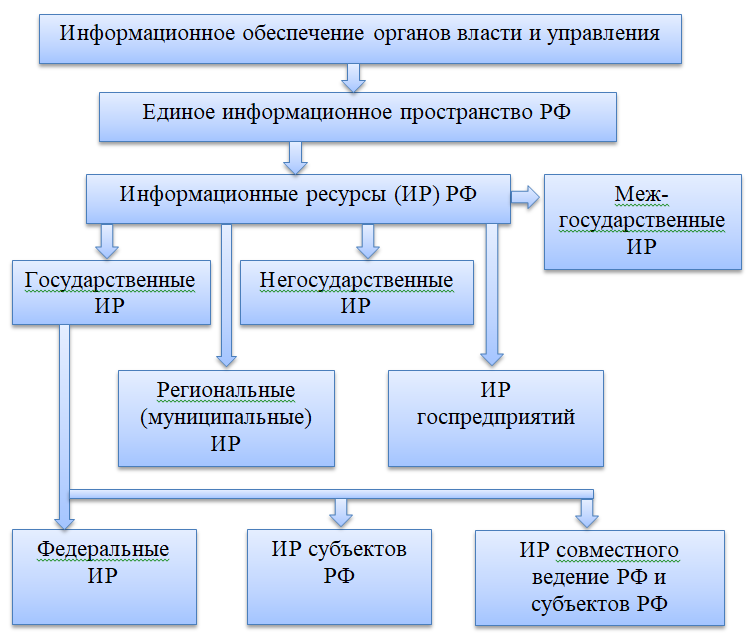 Информационное обеспечение органов власти и управления
Единое информационное пространство РФ
Информационные ресурсы (ИР) РФ
Меж-
государственные
ИР
Государственные
ИР
Негосударственные
ИР
Региональные
(муниципальные)
ИР
ИР
госпредприятий
Федеральные
ИР
ИР субъектов
РФ
ИР совместного
ведение РФ и
субъектов РФ